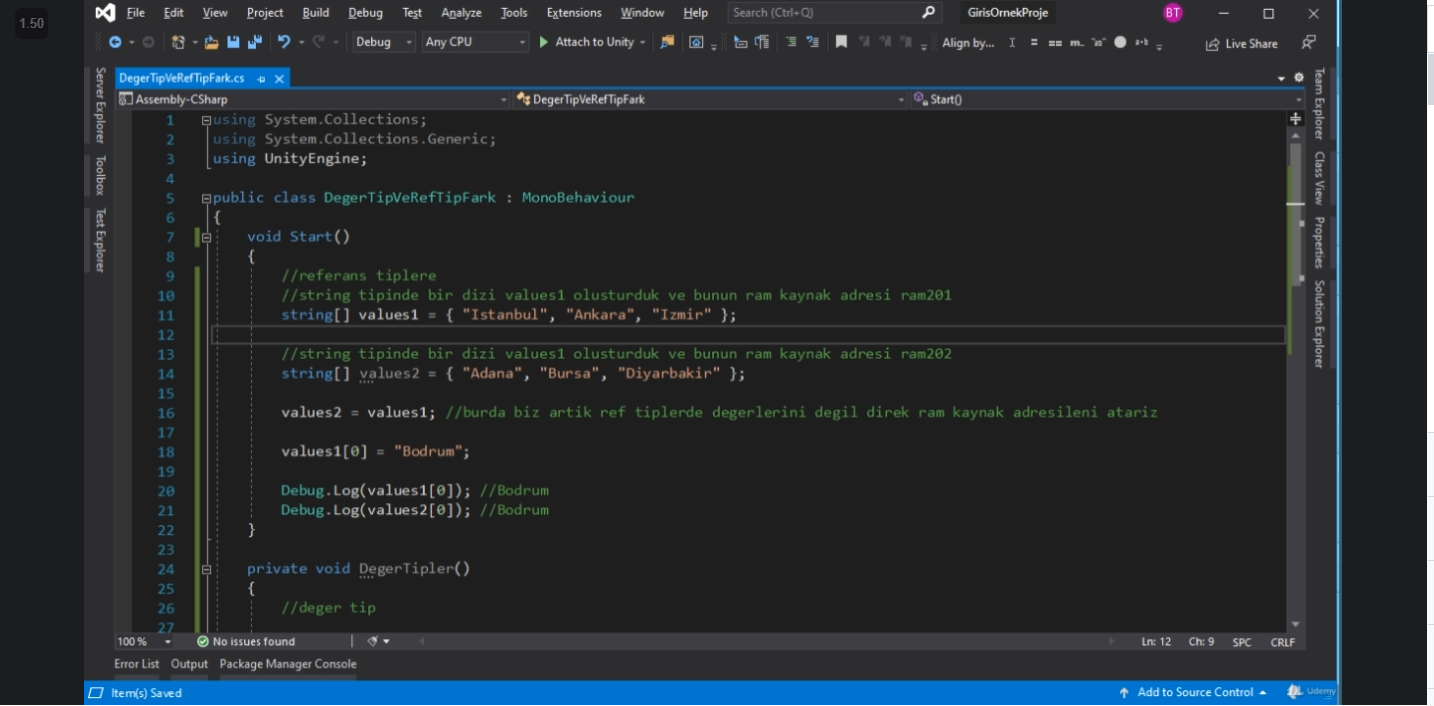 1.50
File Edit View Project Build Debug Test Analyze Tools Extensions Window Help Search (Ctrl+Q) GirisOrnekProje BT
Debug Any CPU Attach to Unity Align by... Live Share
DegerTipVeRefTipFark.cs
Assembly-CSharp DegerTipVeRefTipFark Start()
Server Explorer
Toolbox
Test Explorer
1 using System.Collections;
2 using System.Collections.Generic;
3 using UnityEngine;
4
5 public class DegerTipVeRefTipFark : MonoBehaviour
6 {
7 void Start()
8 {
9 //referans tiplere
10 //string tipinde bir dizi values1 olusturduk ve bunun ram kaynak adresi ram201
11 string[] values1 = { "Istanbul", "Ankara", "Izmir" };
12
13 //string tipinde bir dizi values1 olusturduk ve bunun ram kaynak adresi ram202
14 string[] values2 = { "Adana", "Bursa", "Diyarbakir" };
15
16 values2 = values1; //burda biz artik ref tiplerde degerlerini degil direk ram kaynak adresileni atariz
17
18 values1[0] = "Bodrum";
19
20 Debug.Log(values1[0]); //Bodrum
21 Debug.Log(values2[0]); //Bodrum
22 }
23
24 private void DegerTipler()
25 {
26 //deger tip
27
Team Explorer
Class View
Properties
Solution Explorer
100 % No issues found Ln: 12 Ch: 9 SPC CRLF
Error List Output Package Manager Console
Item(s) Saved Add to Source Control Udemy